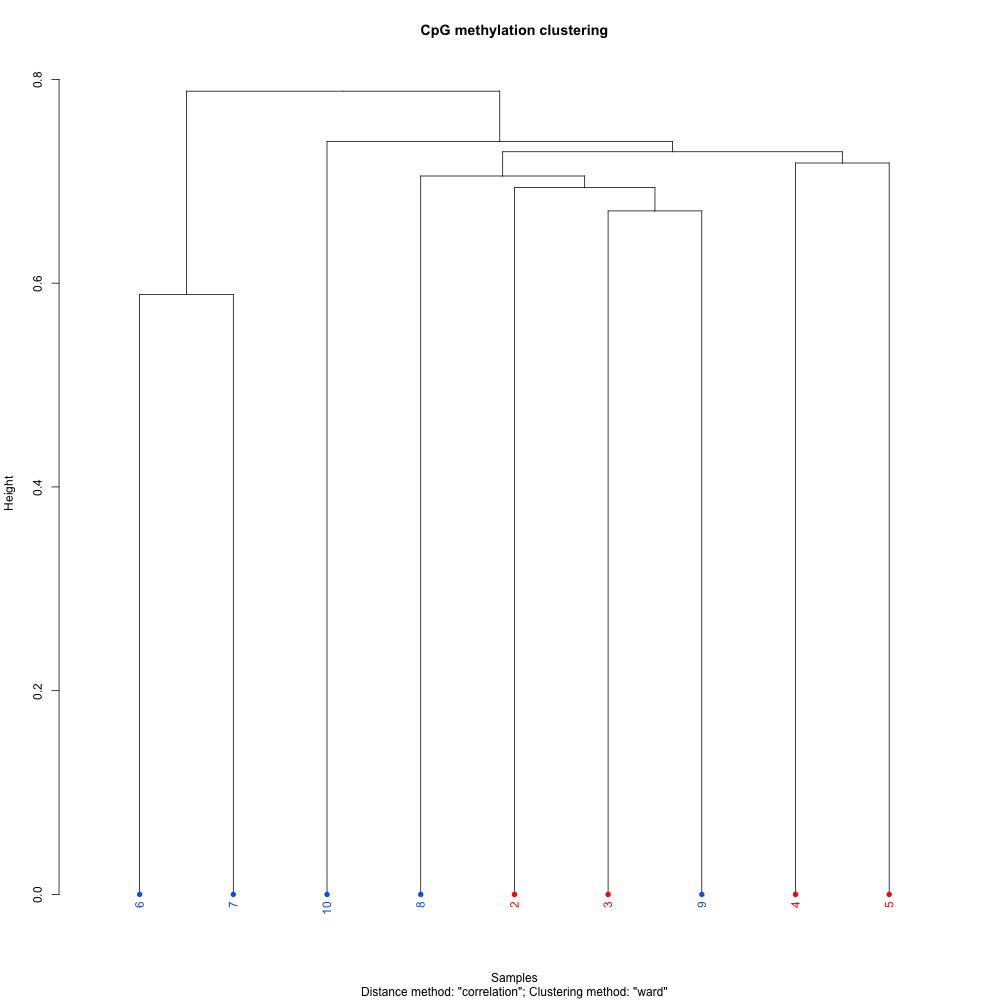 CpG methylation clustering
Height
0.8
0.6
0.4
0.2
0.0
6 7 10 8 2 3 9 4 5
Samples
Distance method: "correlation"; Clustering method: "ward"